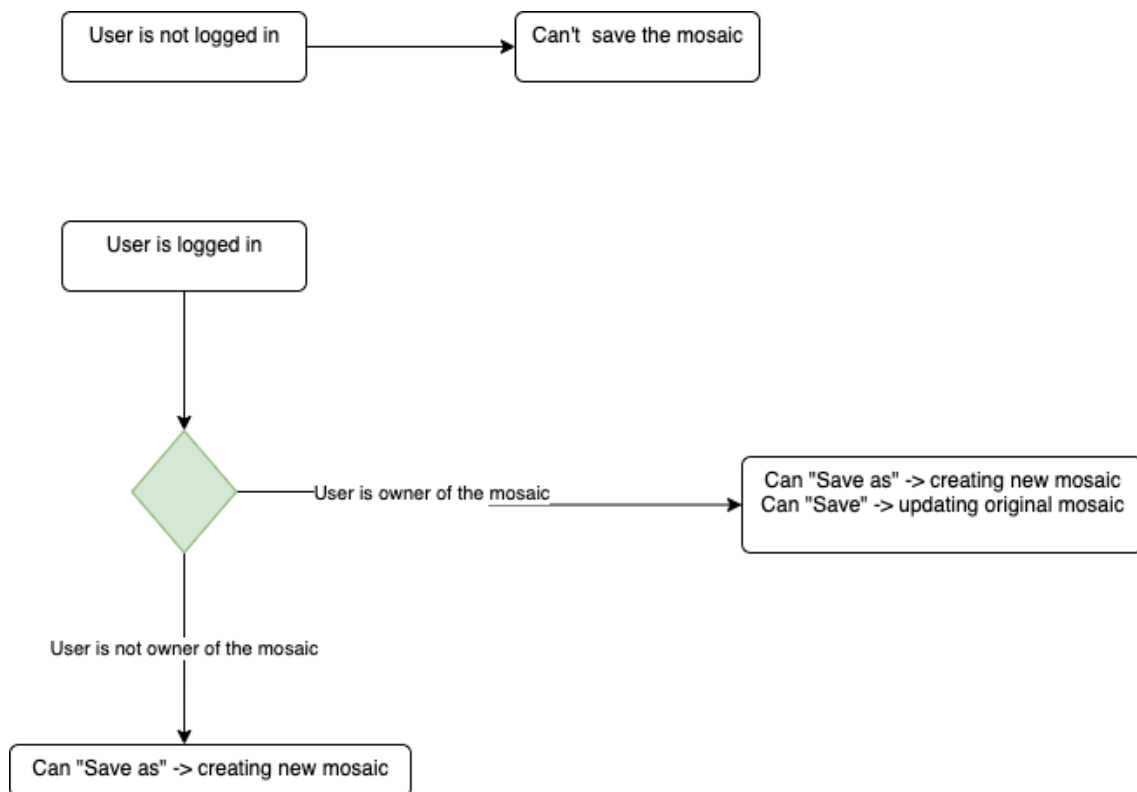 User is not logged in
Can't  save the mosaic
User is logged in
User is owner of the mosaic
Can "Save as" -> creating new mosaic
Can "Save" -> updating original mosaic
User is not owner of the mosaic
Can "Save as" -> creating new mosaic